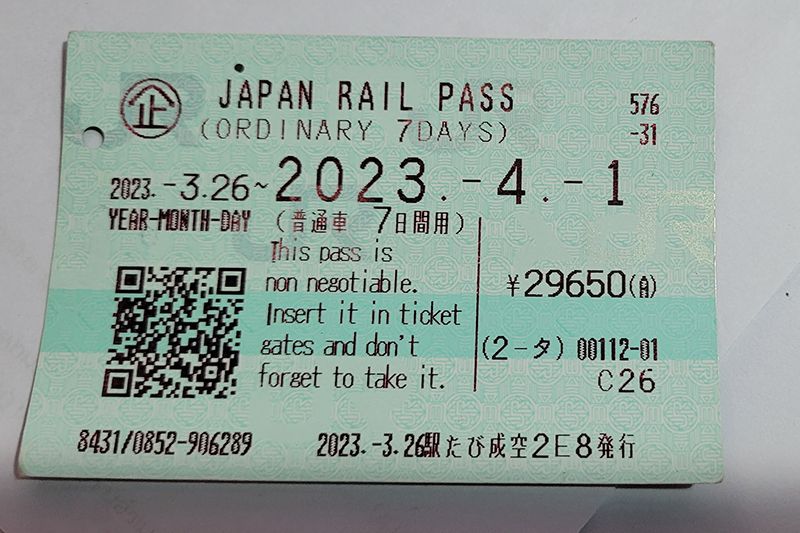 企 JAPAN RAIL PASS 576
(ORDINARY 7DAYS) -31
2023.-3.26~2023.-4.-1
YEAR-MONTH-DAY (普通車 7日間用)
This pass is
non negotiable.
Insert it in ticket
gates and don't
forget to take it.
¥29650(A)
(2-タ) 00112-01
C26
8431/0852-906289 2023.-3.26駅たび成空2E8発行